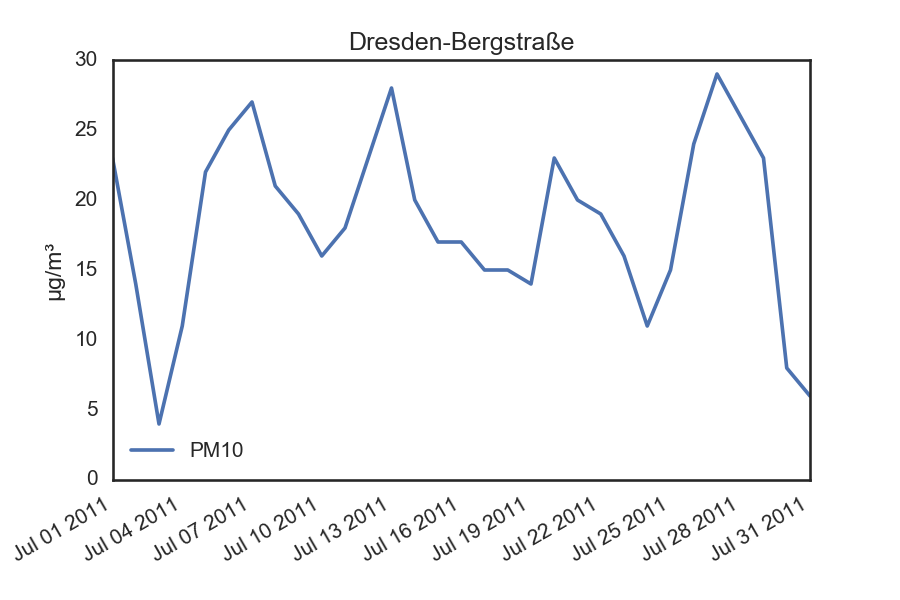 Dresden-Bergstraße
30
25
20
15
10
5
0
µg/m³
PM10
Jul 01 2011
Jul 04 2011
Jul 07 2011
Jul 10 2011
Jul 13 2011
Jul 16 2011
Jul 19 2011
Jul 22 2011
Jul 25 2011
Jul 28 2011
Jul 31 2011